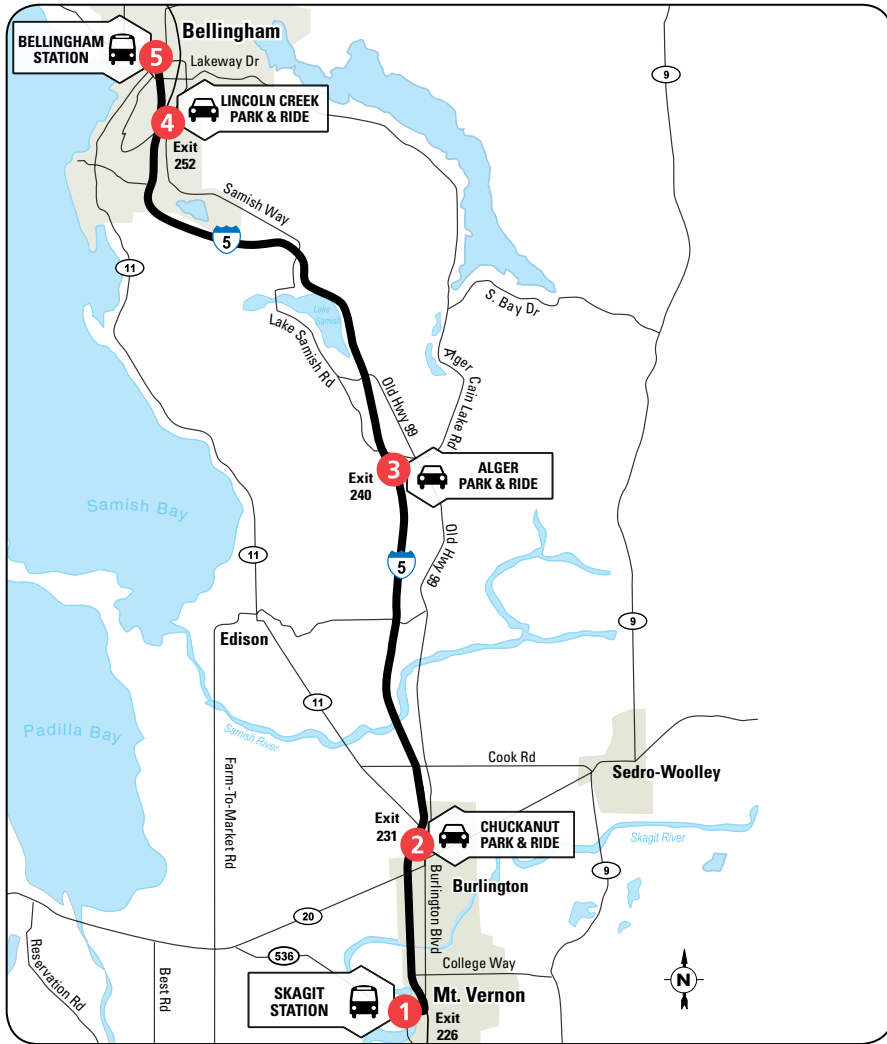 Bellingham
BELLINGHAM
STATION
5
Lakeway Dr
9
LINCOLN CREEK
PARK & RIDE
4
Exit
252
Samish Way
5
11
S. Bay Dr
Lake
Samish
Lake Samish Rd
Alger
Cain Lake Rd
Old Hwy 99
3
Exit
240
ALGER
PARK & RIDE
Samish Bay
Old Hwy 99
11
5
9
Edison
11
Padilla Bay
Samish River
Cook Rd
Sedro-Woolley
Farm-To-Market Rd
Exit
231
2
CHUCKANUT
PARK & RIDE
Skagit River
Burlington Blvd
Burlington
9
20
536
College Way
Reservation Rd
Best Rd
N
SKAGIT
STATION
1
Mt. Vernon
Exit
226